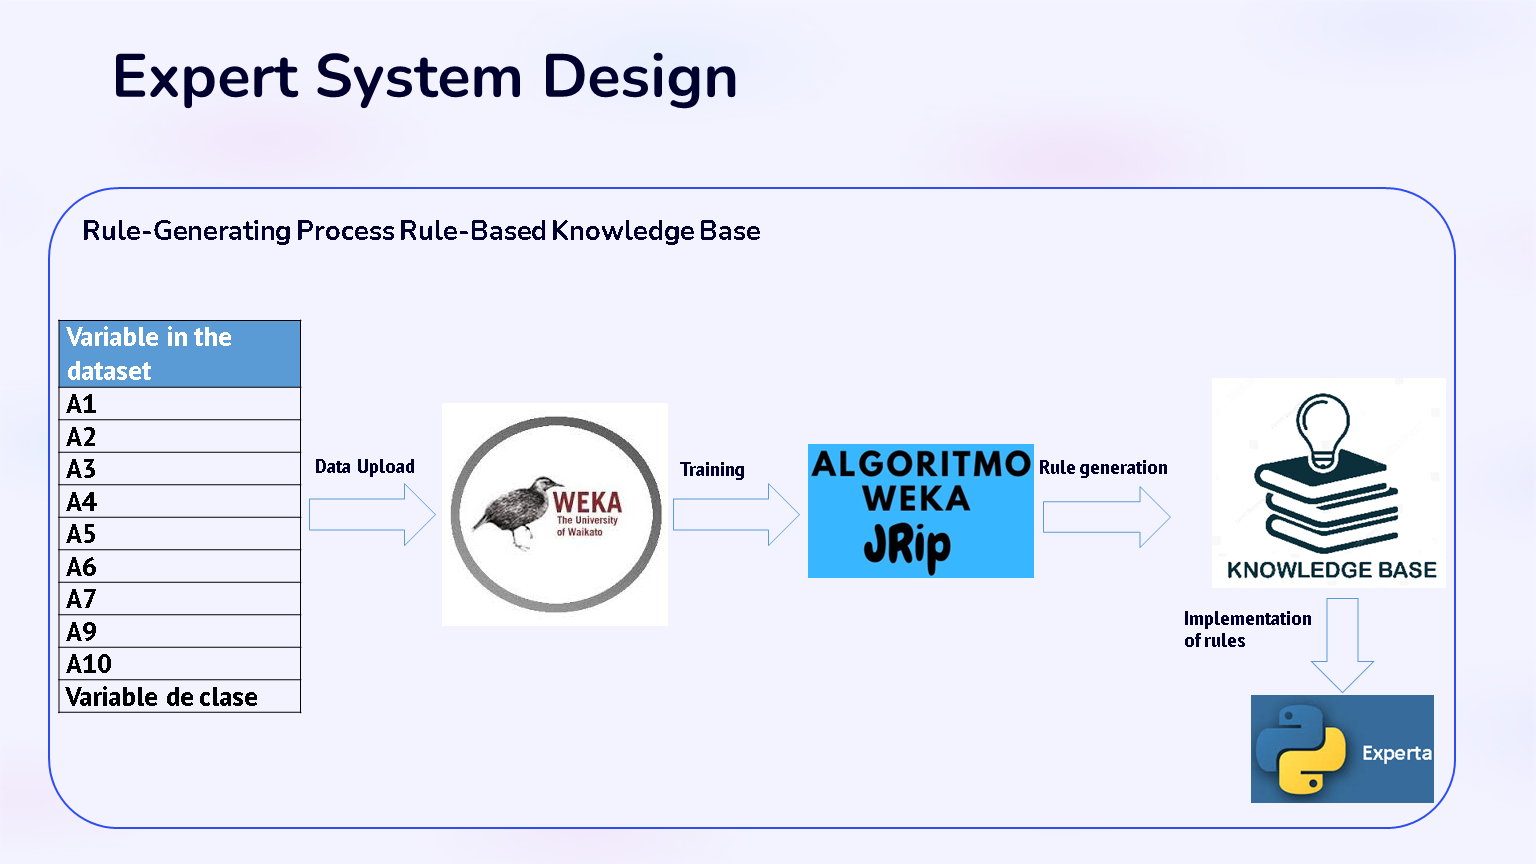 Expert System Design
Rule-Generating Process Rule-Based Knowledge Base
Variable in the
dataset
A1
A2
A3
A4
A5
A6
A7
A9
A10
Variable de clase
Data Upload
WEKA
The University
of Waikato
Training
ALGORITMO
WEKA
JRip
Rule generation
KNOWLEDGE BASE
Implementation
of rules
Experta